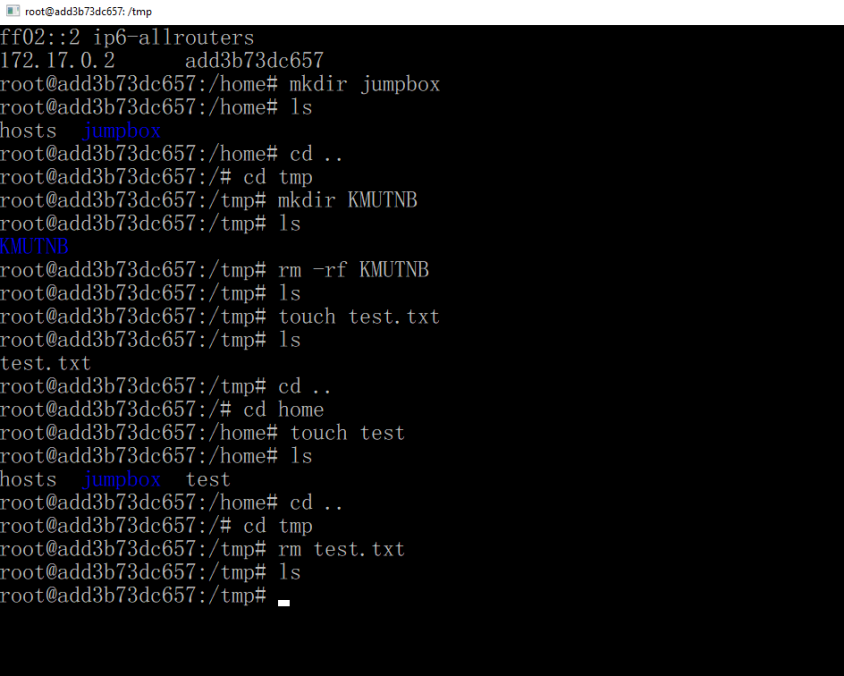 root@add3b73dc657: /tmp
ff02::2 ip6-allrouters
172.17.0.2      add3b73dc657
root@add3b73dc657:/home# mkdir jumpbox
root@add3b73dc657:/home# ls
hosts  jumpbox
root@add3b73dc657:/home# cd ..
root@add3b73dc657:/# cd tmp
root@add3b73dc657:/tmp# mkdir KMUTNB
root@add3b73dc657:/tmp# ls
KMUTNB
root@add3b73dc657:/tmp# rm -rf KMUTNB
root@add3b73dc657:/tmp# ls
root@add3b73dc657:/tmp# touch test.txt
root@add3b73dc657:/tmp# ls
test.txt
root@add3b73dc657:/tmp# cd ..
root@add3b73dc657:/# cd home
root@add3b73dc657:/home# touch test
root@add3b73dc657:/home# ls
hosts  jumpbox  test
root@add3b73dc657:/home# cd ..
root@add3b73dc657:/# cd tmp
root@add3b73dc657:/tmp# rm test.txt
root@add3b73dc657:/tmp# ls
root@add3b73dc657:/tmp#